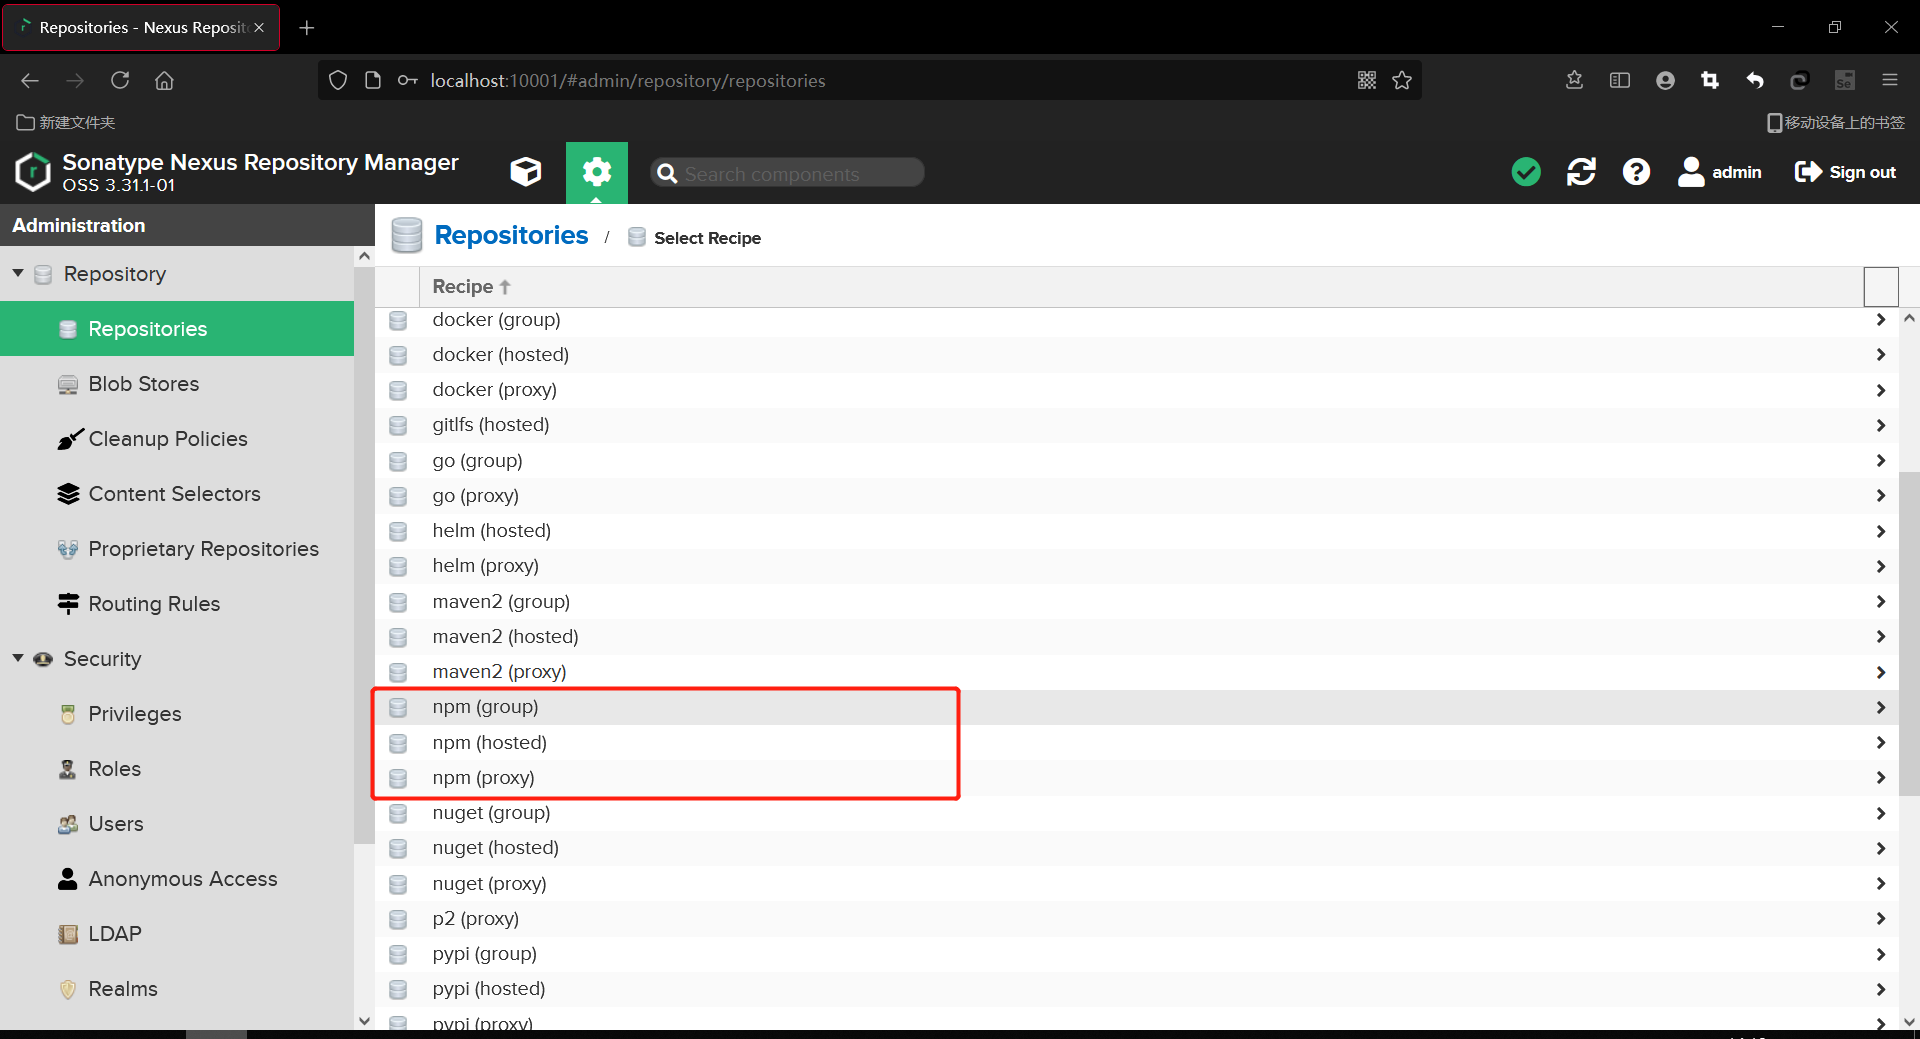 Repositories - Nexus Reposit
localhost:10001/#admin/repository/repositories
新建文件夹
移动设备上的书签
Sonatype Nexus Repository Manager
OSS 3.31.1-01
Search components
admin
Sign out
Administration
Repository
Repositories
Blob Stores
Cleanup Policies
Content Selectors
Proprietary Repositories
Routing Rules
Security
Privileges
Roles
Users
Anonymous Access
LDAP
Realms
Repositories / Select Recipe
Recipe
docker (group)
docker (hosted)
docker (proxy)
gitlfs (hosted)
go (group)
go (proxy)
helm (hosted)
helm (proxy)
maven2 (group)
maven2 (hosted)
maven2 (proxy)
npm (group)
npm (hosted)
npm (proxy)
nuget (group)
nuget (hosted)
nuget (proxy)
p2 (proxy)
pypi (group)
pypi (hosted)
pypi (proxy)